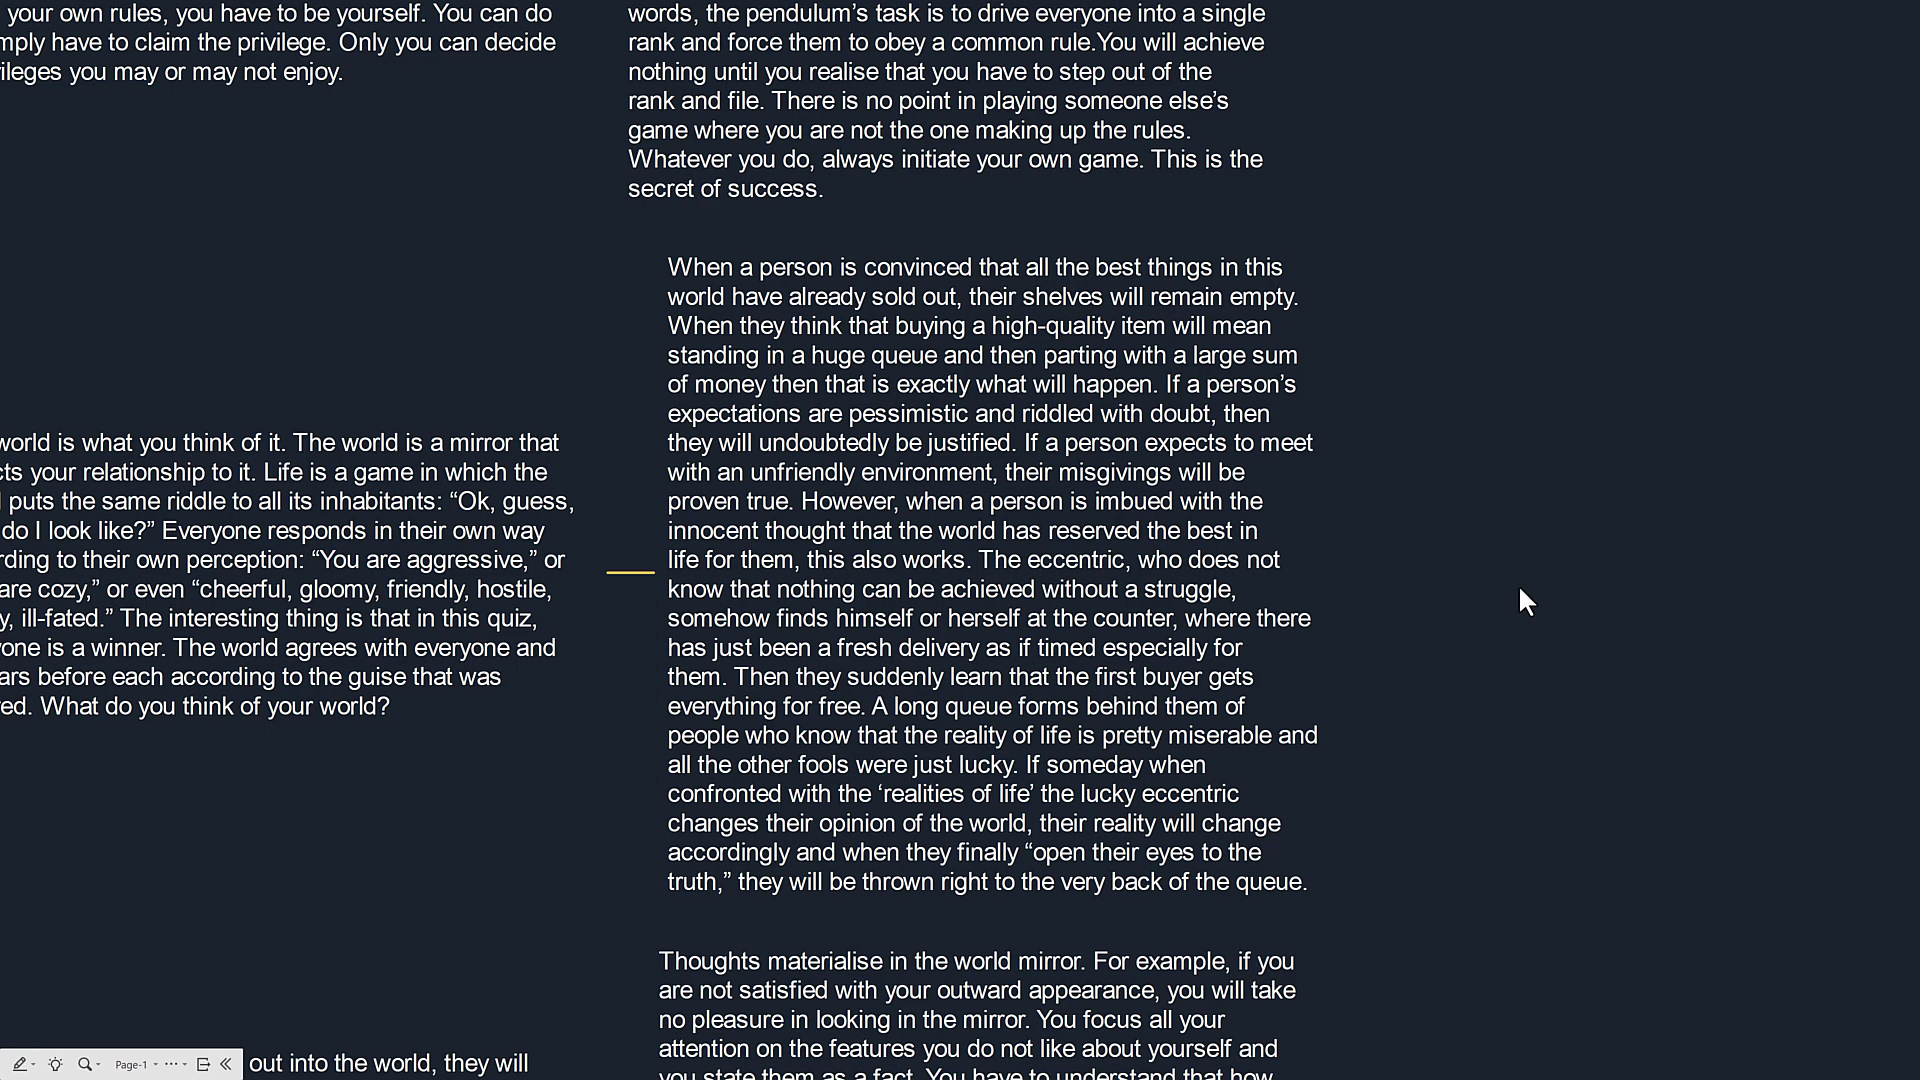 your own rules, you have to be yourself. You can do
mply have to claim the privilege. Only you can decide
ileges you may or may not enjoy.
world is what you think of it. The world is a mirror that
cts your relationship to it. Life is a game in which the
puts the same riddle to all its inhabitants: “Ok, guess,
do I look like?” Everyone responds in their own way
rding to their own perception: “You are aggressive,” or
are cozy,” or even “cheerful, gloomy, friendly, hostile,
y, ill-fated.” The interesting thing is that in this quiz,
one is a winner. The world agrees with everyone and
ars before each according to the guise that was
ed. What do you think of your world?
out into the world, they will
words, the pendulum’s task is to drive everyone into a single
rank and force them to obey a common rule.You will achieve
nothing until you realise that you have to step out of the
rank and file. There is no point in playing someone else’s
game where you are not the one making up the rules.
Whatever you do, always initiate your own game. This is the
secret of success.
When a person is convinced that all the best things in this
world have already sold out, their shelves will remain empty.
When they think that buying a high-quality item will mean
standing in a huge queue and then parting with a large sum
of money then that is exactly what will happen. If a person’s
expectations are pessimistic and riddled with doubt, then
they will undoubtedly be justified. If a person expects to meet
with an unfriendly environment, their misgivings will be
proven true. However, when a person is imbued with the
innocent thought that the world has reserved the best in
life for them, this also works. The eccentric, who does not
know that nothing can be achieved without a struggle,
somehow finds himself or herself at the counter, where there
has just been a fresh delivery as if timed especially for
them. Then they suddenly learn that the first buyer gets
everything for free. A long queue forms behind them of
people who know that the reality of life is pretty miserable and
all the other fools were just lucky. If someday when
confronted with the ‘realities of life’ the lucky eccentric
changes their opinion of the world, their reality will change
accordingly and when they finally “open their eyes to the
truth,” they will be thrown right to the very back of the queue.
Thoughts materialise in the world mirror. For example, if you
are not satisfied with your outward appearance, you will take
no pleasure in looking in the mirror. You focus all your
attention on the features you do not like about yourself and
you state them as a fact. You have to understand that how
Page-1